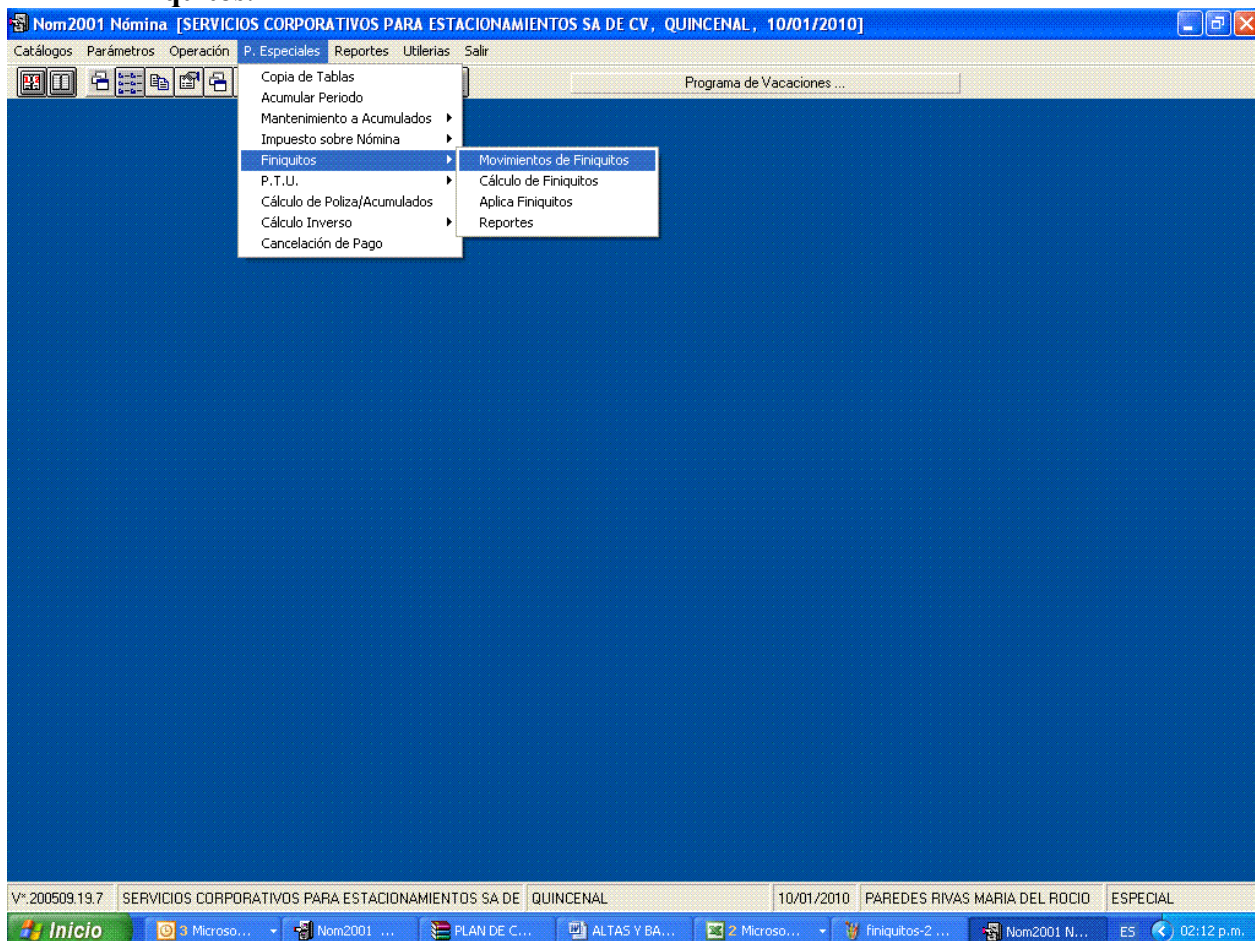 Nom2001 Nómina [SERVICIOS CORPORATIVOS PARA ESTACIONAMIENTOS SA DE CV, QUINCENAL, 10/01/2010]
Catálogos Parámetros Operación P. Especiales Reportes Utilerias Salir
Programa de Vacaciones ...
Copia de Tablas
Acumular Periodo
Mantenimiento a Acumulados
Impuesto sobre Nómina
Finiquitos
P.T.U.
Cálculo de Poliza/Acumulados
Cálculo Inverso
Cancelación de Pago
Movimientos de Finiquitos
Cálculo de Finiquitos
Aplica Finiquitos
Reportes
V*.200509.19.7 SERVICIOS CORPORATIVOS PARA ESTACIONAMIENTOS SA DE QUINCENAL 10/01/2010 PAREDES RIVAS MARIA DEL ROCIO ESPECIAL
Inicio 3 Microso... Nom2001 ... PLAN DE C... ALTAS Y BA... 2 Microso... finiquitos-2 ... Nom2001 N... ES 02:12 p.m.